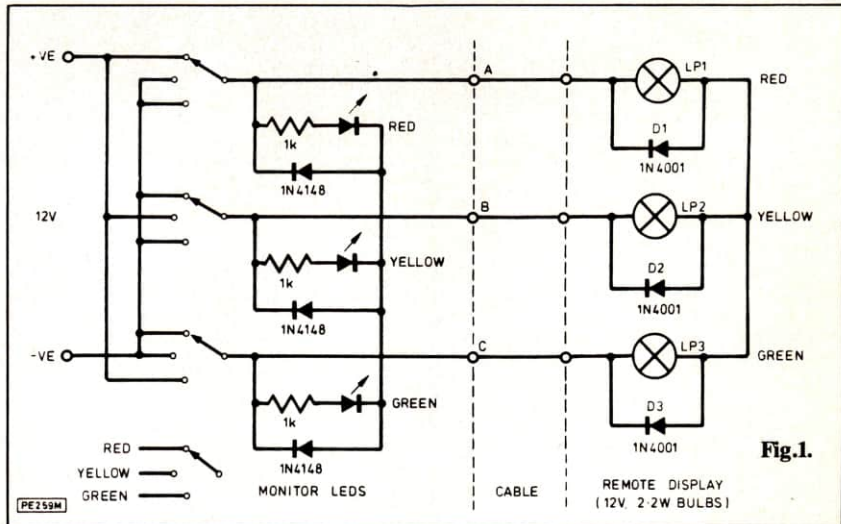 +VE
A
LP1
RED
RED
1k
D1
1N4148
1N4001
12V
B
LP2
YELLOW
YELLOW
1k
D2
1N4148
1N4001
-VE
C
LP3
GREEN
GREEN
1k
D3
1N4148
1N4001
Fig.1.
RED
YELLOW
GREEN
MONITOR LEDS
CABLE
REMOTE DISPLAY
(12V, 2·2W BULBS)
PE259M